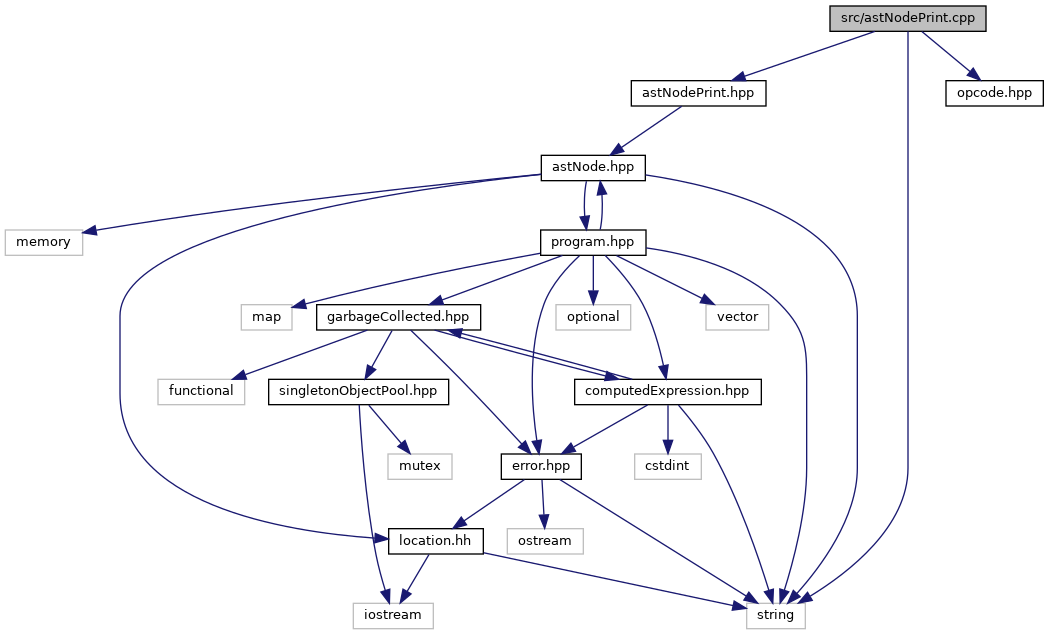 src/astNodePrint.cpp
astNodePrint.hpp
opcode.hpp
astNode.hpp
memory
program.hpp
map
garbageCollected.hpp
optional
vector
functional
singletonObjectPool.hpp
computedExpression.hpp
mutex
error.hpp
cstdint
location.hh
ostream
iostream
string